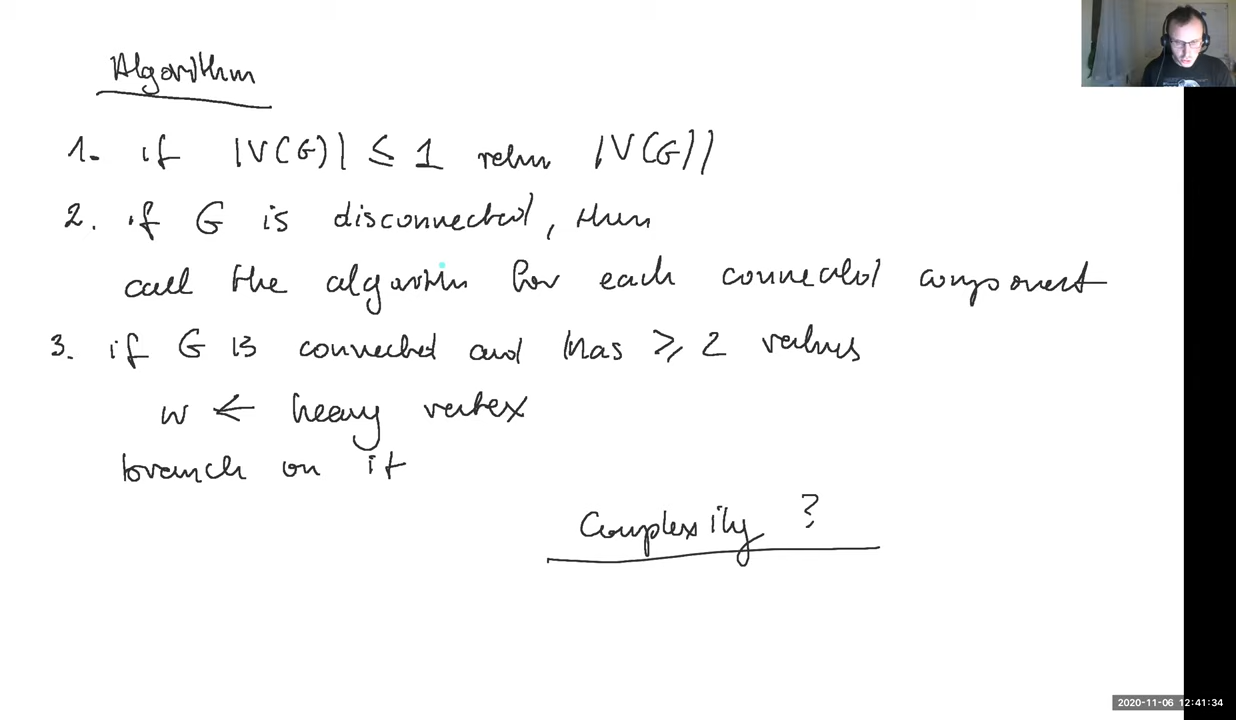 Algorithm
1. if |V(G)| ≤ 1 return |V(G)|
2. if G is disconnected, then
call the algorithm for each connected component
3. if G is connected and has ≥ 2 vertices
w ← heavy vertex
branch on it
Complexity ?
2020-11-06 12:41:34